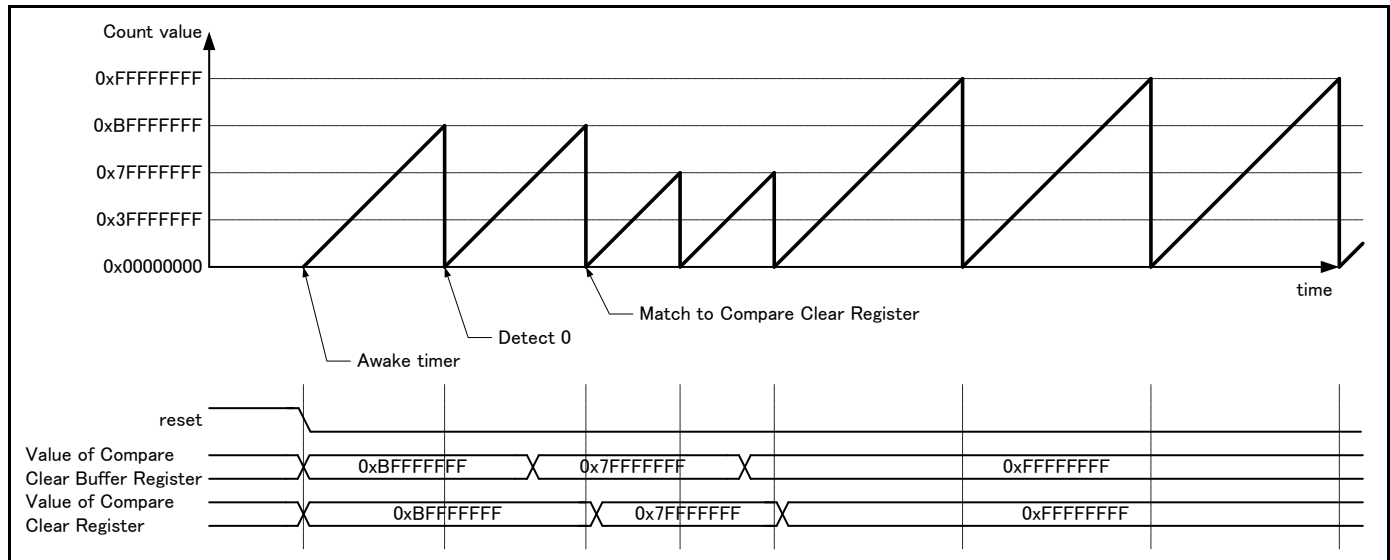 Count value
0xFFFFFFFF
0xBFFFFFFF
0x7FFFFFFF
0x3FFFFFFF
0x00000000
time
Match to Compare Clear Register
Detect 0
Awake timer
reset
Value of Compare
Clear Buffer Register
0xBFFFFFFF
0x7FFFFFFF
0xFFFFFFFF
Value of Compare
Clear Register
0xBFFFFFFF
0x7FFFFFFF
0xFFFFFFFF